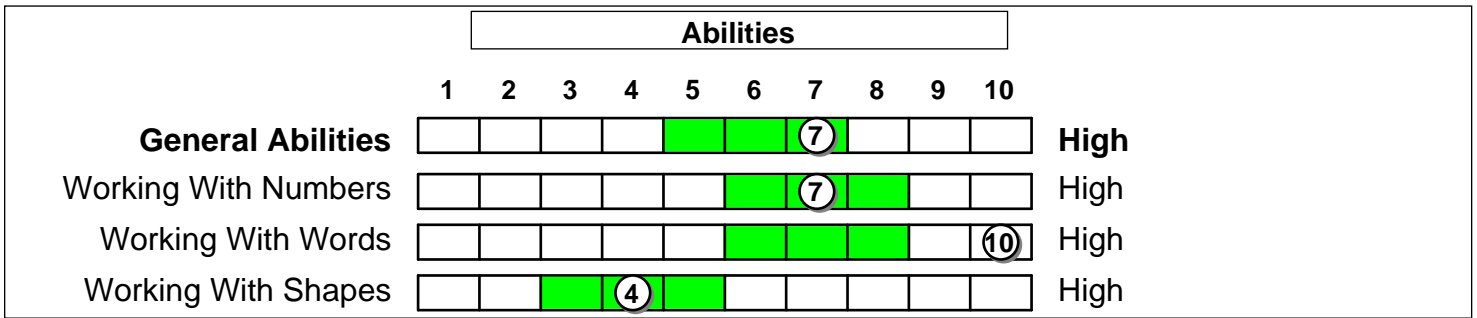 Abilities
1 2 3 4 5 6 7 8 9 10
General Abilities 7 High
Working With Numbers 7 High
Working With Words 10 High
Working With Shapes 4 High